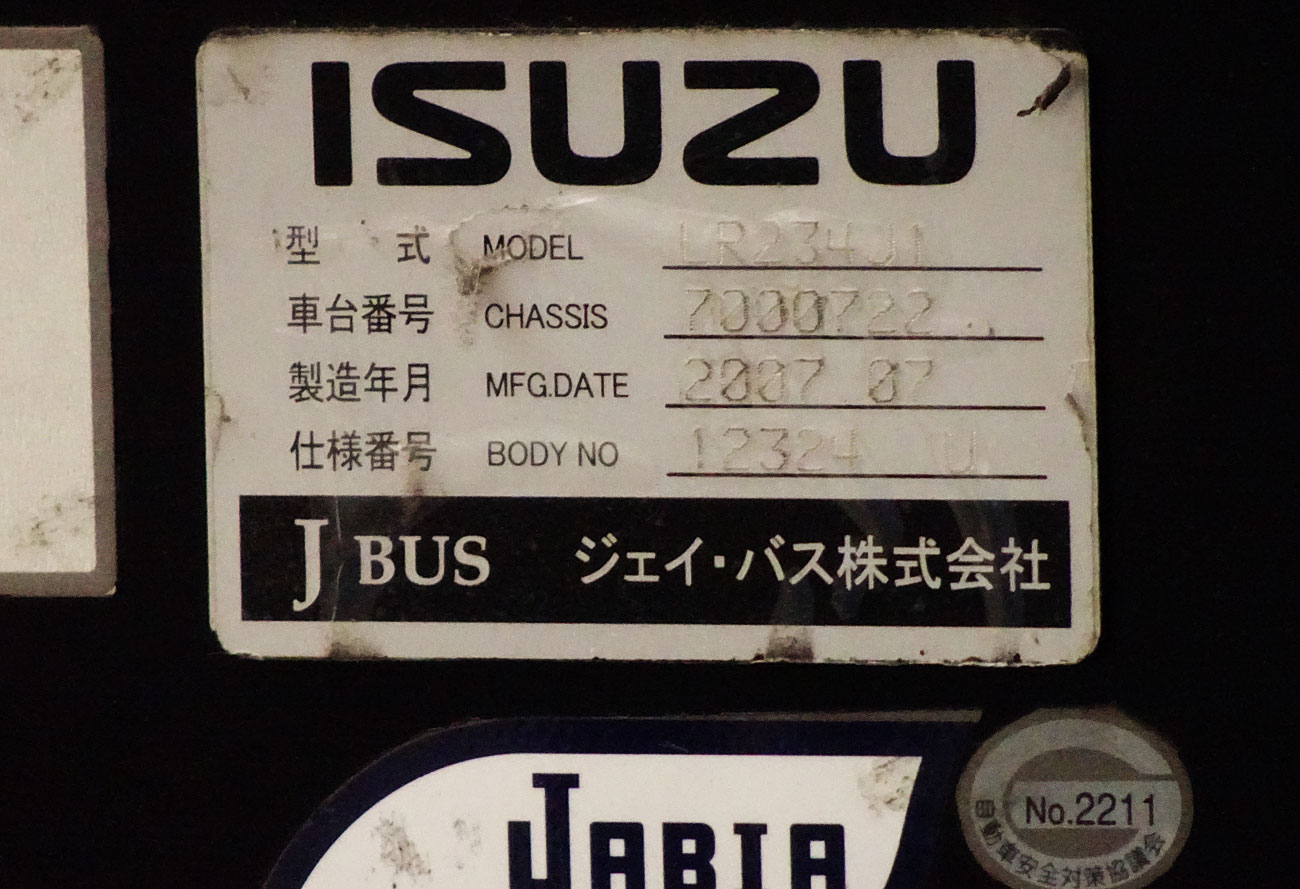 ISUZU
型 式 MODEL LR234J1
車台番号 CHASSIS 7000722
製造年月 MFG.DATE 2007 07
仕様番号 BODY NO 12324 U
J BUS ジェイ・バス株式会社
JABIA
No.2211
自動車安全対策協議会